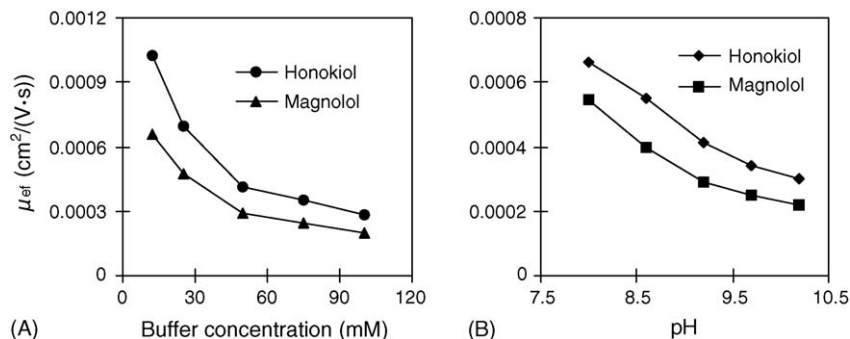 0.0012
0.0009
0.0006
0.0003
0
0 30 60 90 120
μef (cm²/(V·s))
Honokiol
Magnolol
(A) Buffer concentration (mM)
0.0008
0.0006
0.0004
0.0002
0
7.5 8.5 9.5 10.5
Honokiol
Magnolol
(B) pH